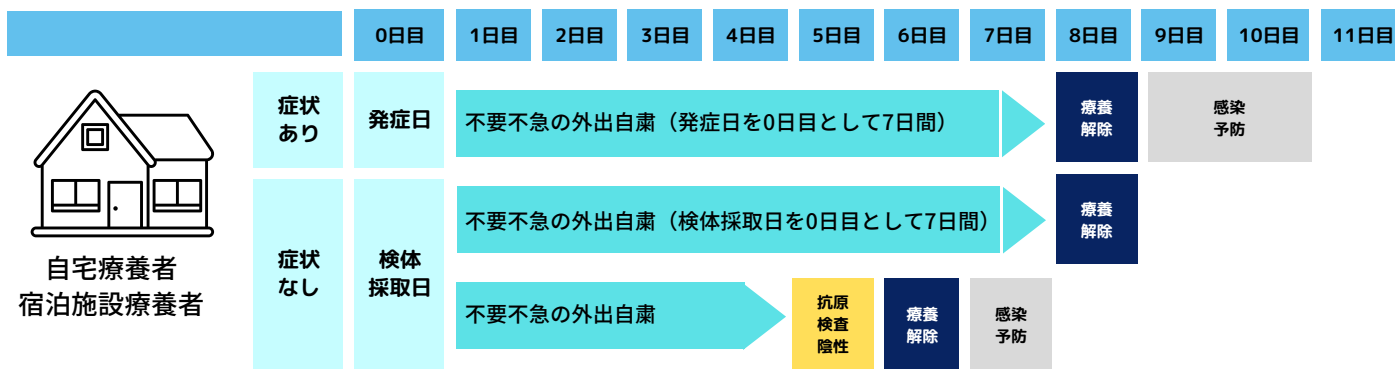 0日目
1日目
2日目
3日目
4日目
5日目
6日目
7日目
8日目
9日目
10日目
11日目
自宅療養者
宿泊施設療養者
症状
あり
発症日
不要不急の外出自粛（発症日を0日目として7日間）
療養
解除
感染
予防
症状
なし
検体
採取日
不要不急の外出自粛（検体採取日を0日目として7日間）
療養
解除
不要不急の外出自粛
抗原
検査
陰性
療養
解除
感染
予防